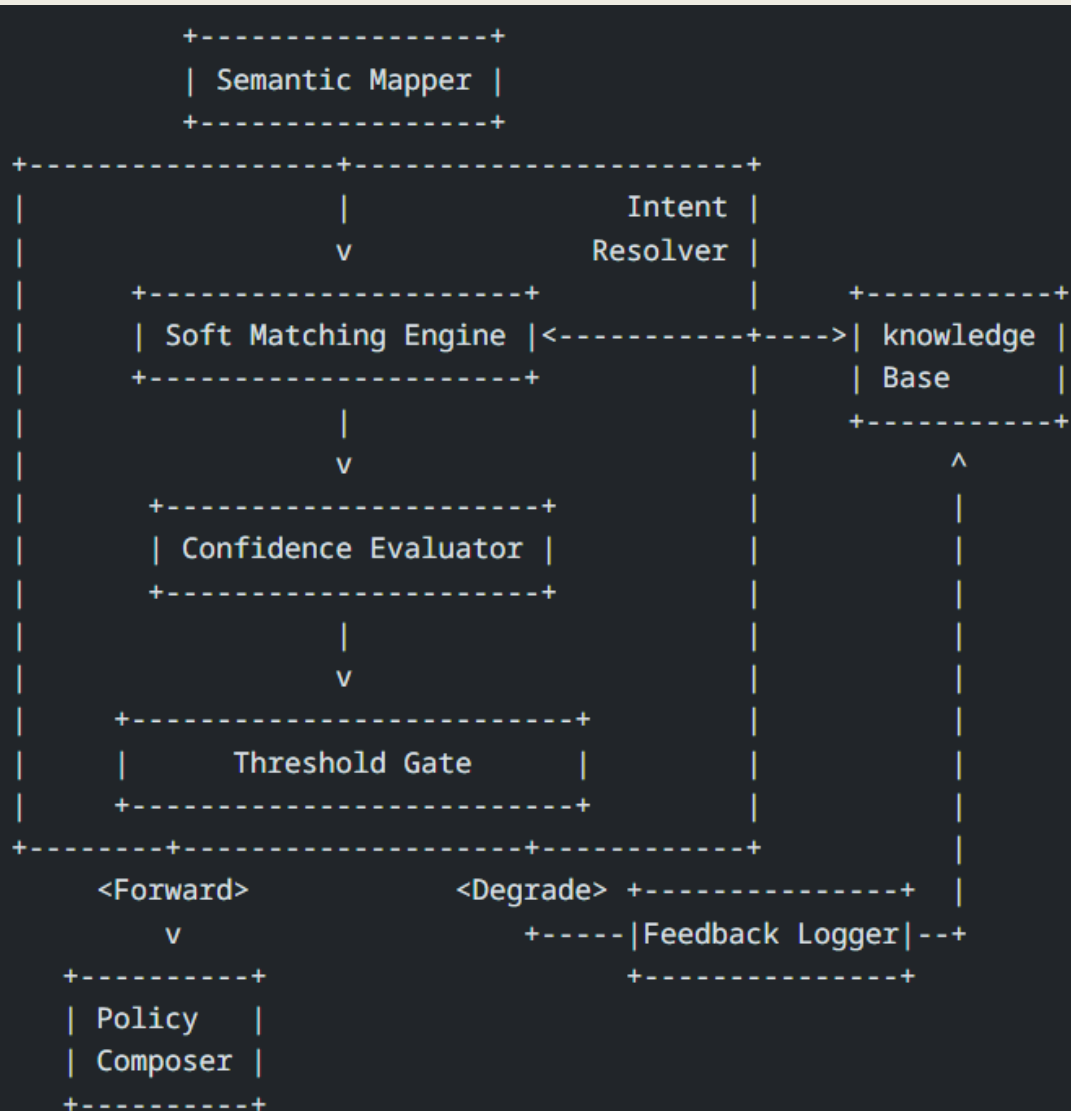 Semantic Mapper
Intent
Resolver
Soft Matching Engine
knowledge
Base
Confidence Evaluator
Threshold Gate
<Forward>
<Degrade>
v
Feedback Logger
Policy
Composer